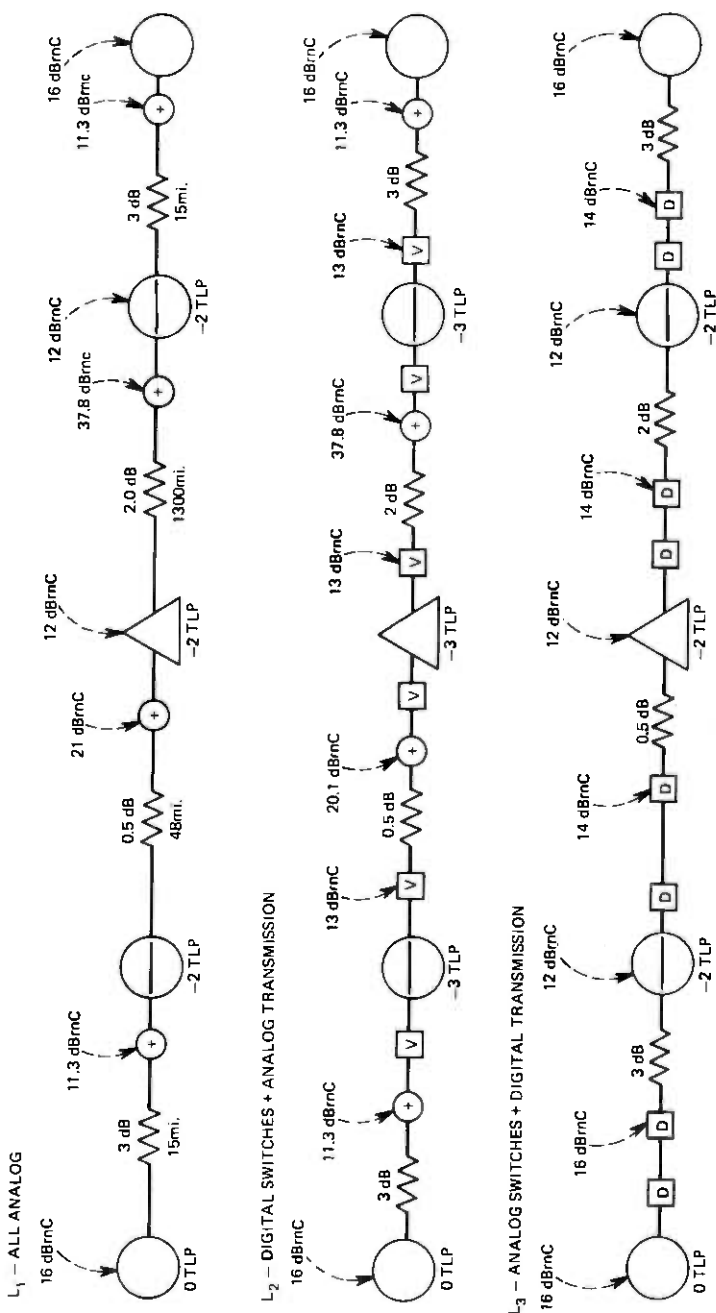 L₁ – ALL ANALOG
16 dBrnC
0 TLP
3 dB
15mi.
11.3 dBrnC
+
–2 TLP
0.5 dB
48mi.
21 dBrnC
+
12 dBrnC
–2 TLP
2.0 dB
1300mi.
37.8 dBrnc
+
12 dBrnC
–2 TLP
3 dB
15mi.
11.3 dBrnc
+
16 dBrnC
L₂ – DIGITAL SWITCHES + ANALOG TRANSMISSION
16 dBrnC
0 TLP
3 dB
11.3 dBrnC
+
V
–3 TLP
13 dBrnC
V
0.5 dB
20.1 dBrnC
+
V
–3 TLP
13 dBrnC
V
2 dB
37.8 dBrnC
+
V
–3 TLP
13 dBrnC
V
3 dB
11.3 dBrnC
+
16 dBrnC
L₃ – ANALOG SWITCHES + DIGITAL TRANSMISSION
16 dBrnC
0 TLP
D
16 dBrnC
D
3 dB
12 dBrnC
–2 TLP
D
14 dBrnC
D
0.5 dB
12 dBrnC
–2 TLP
D
14 dBrnC
D
2 dB
12 dBrnC
–2 TLP
D
14 dBrnC
D
3 dB
16 dBrnC